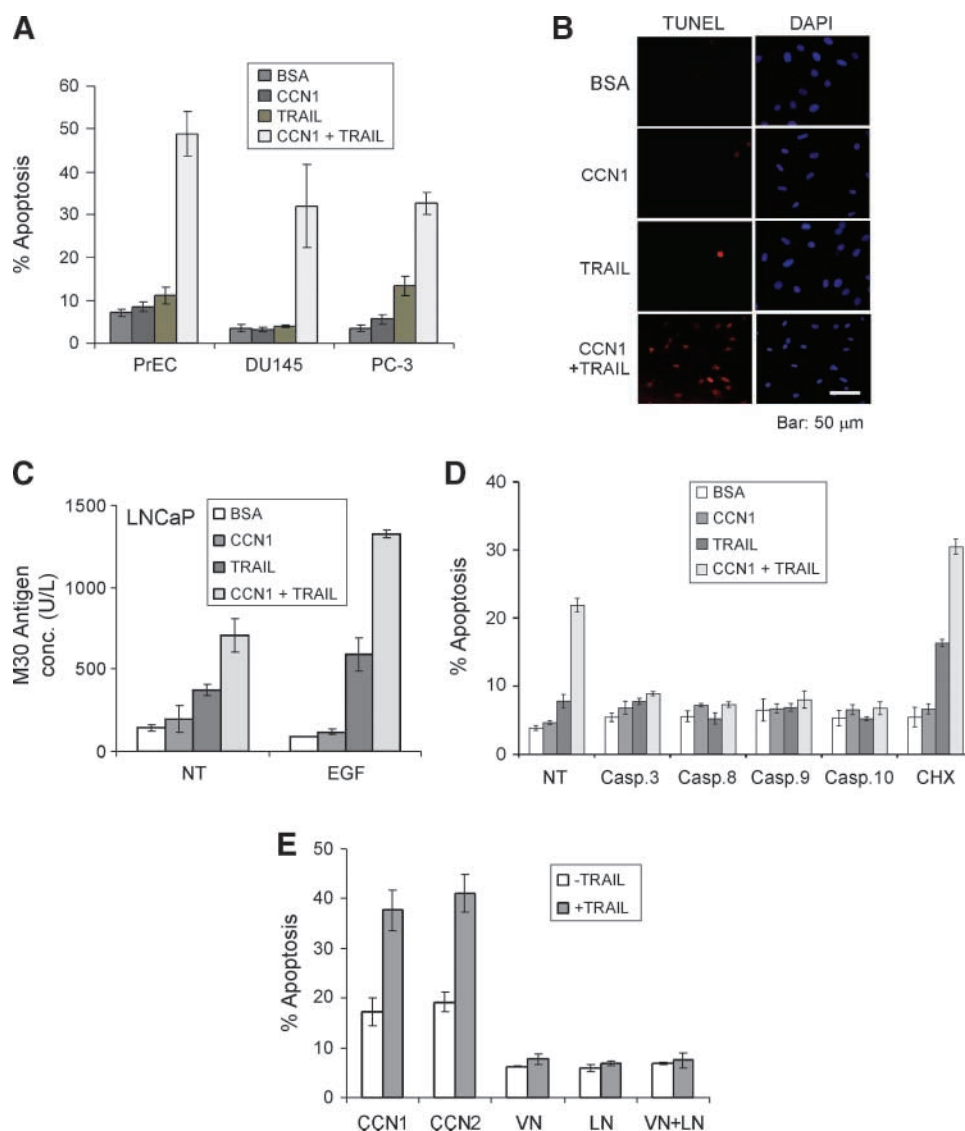 A
% Apoptosis
60
50
40
30
20
10
0
BSA
CCN1
TRAIL
CCN1 + TRAIL
PrEC DU145 PC-3
B
TUNEL DAPI
BSA
CCN1
TRAIL
CCN1
+TRAIL
Bar: 50 μm
C
M30 Antigen
conc. (U/L)
1500
1000
500
0
LNCaP
BSA
CCN1
TRAIL
CCN1 + TRAIL
NT EGF
D
% Apoptosis
40
30
20
10
0
BSA
CCN1
TRAIL
CCN1 + TRAIL
NT Casp.3 Casp.8 Casp.9 Casp.10 CHX
E
% Apoptosis
50
40
30
20
10
0
-TRAIL
+TRAIL
CCN1 CCN2 VN LN VN+LN